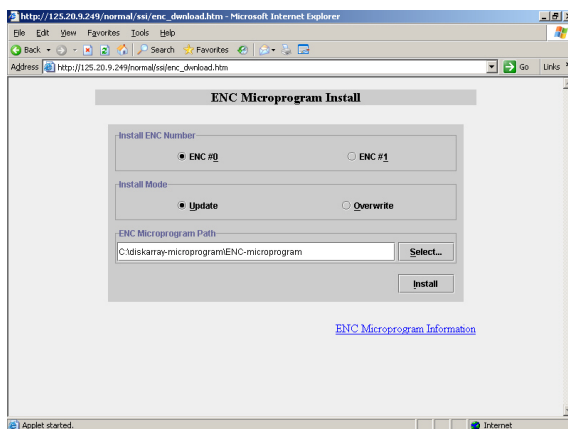 http://125.20.9.249/normal/ssi/enc_dwnload.htm - Microsoft Internet Explorer
File Edit View Favorites Tools Help
Back Search Favorites
Address http://125.20.9.249/normal/ssi/enc_dwnload.htm Go Links
ENC Microprogram Install
Install ENC Number
ENC #0 ENC #1
Install Mode
Update Overwrite
ENC Microprogram Path
C:\diskarray-microprogram\ENC-microprogram Select...
Install
ENC Microprogram Information
Applet started. Internet